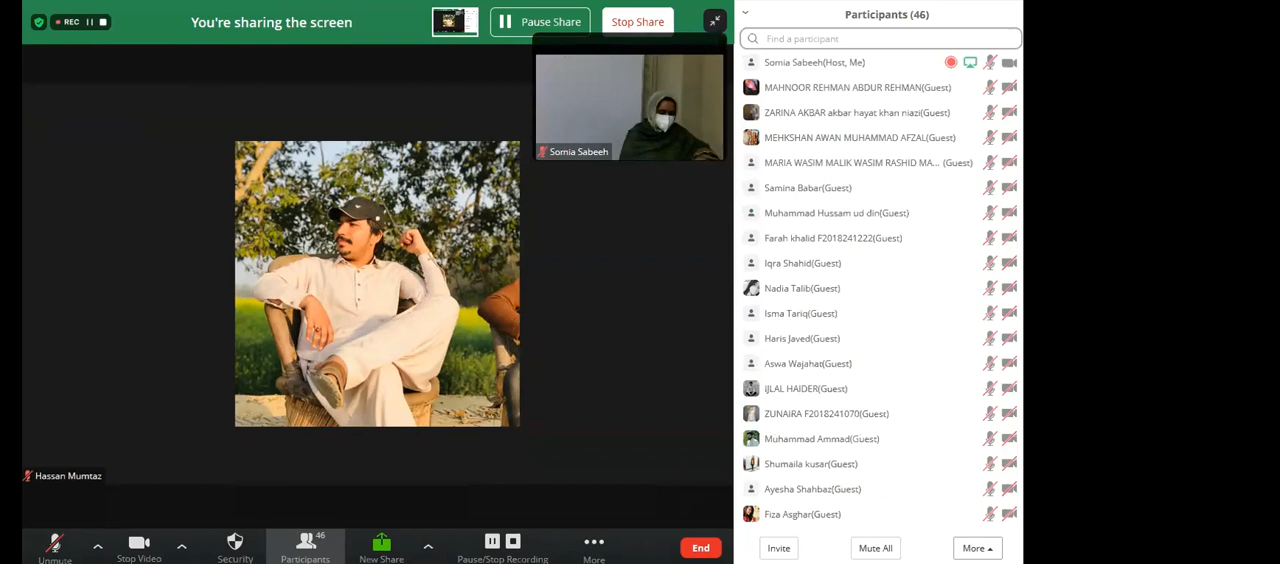 REC
You're sharing the screen
Pause Share
Stop Share
Somia Sabeeh
Hassan Mumtaz
Unmute
Stop Video
Security
46
Participants
New Share
Pause/Stop Recording
More
End
Participants (46)
Find a participant
Somia Sabeeh(Host, Me)
MAHNOOR REHMAN ABDUR REHMAN(Guest)
ZARINA AKBAR akbar hayat khan niazi(Guest)
MEHKSHAN AWAN MUHAMMAD AFZAL(Guest)
MARIA WASIM MALIK WASIM RASHID MA... (Guest)
Samina Babar(Guest)
Muhammad Hussam ud din(Guest)
Farah khalid F2018241222(Guest)
Iqra Shahid(Guest)
Nadia Talib(Guest)
Isma Tariq(Guest)
Haris Javed(Guest)
Aswa Wajahat(Guest)
iJLAL HAIDER(Guest)
ZUNAiRA F2018241070(Guest)
Muhammad Ammad(Guest)
Shumaila kusar(Guest)
Ayesha Shahbaz(Guest)
Fiza Asghar(Guest)
Invite
Mute All
More